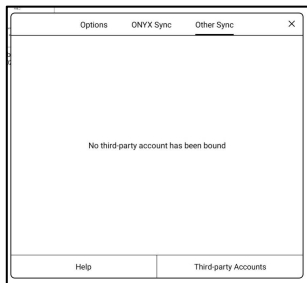 Options ONYX Sync Other Sync ×
No third-party account has been bound
Help Third-party Accounts